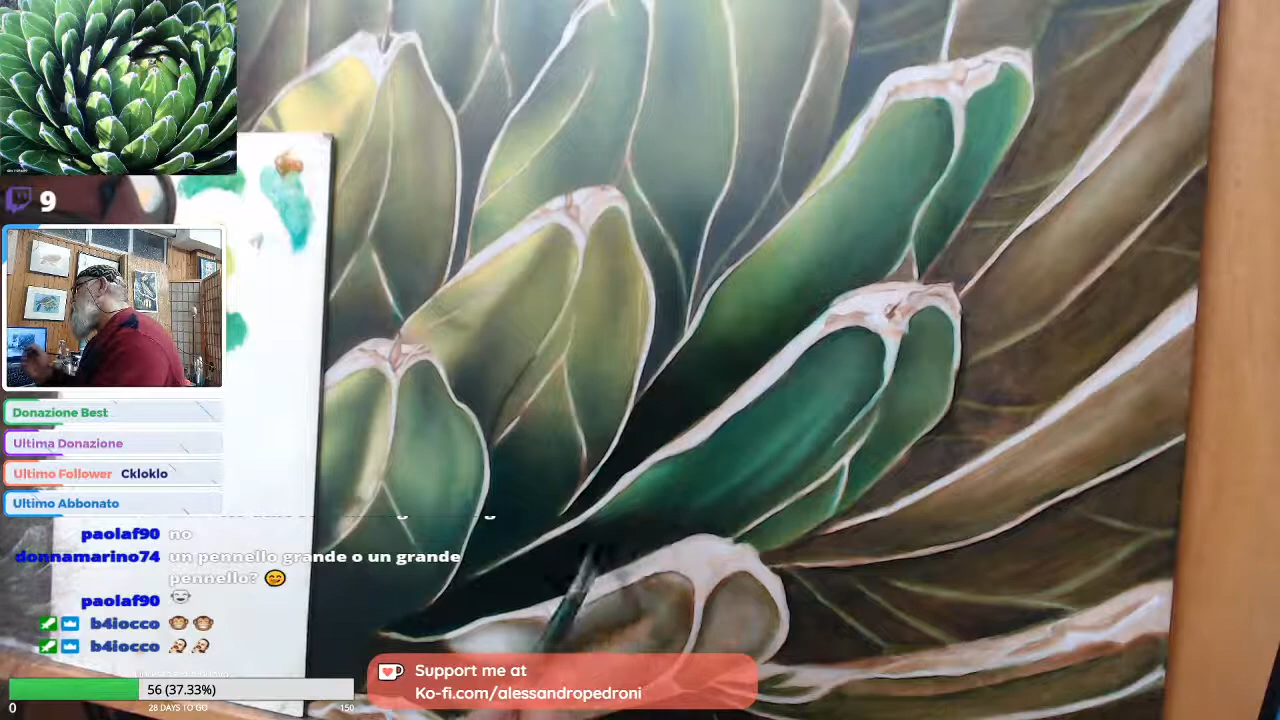 9
Donazione Best
Ultima Donazione
Ultimo Follower Ckloklo
Ultimo Abbonato
paolaf90 no
donnamarino74 un pennello grande o un grande
pennello? 😊
paolaf90
b4iocco
b4iocco
56 (37.33%)
0 28 DAYS TO GO 150
Support me at
Ko-fi.com/alessandropedroni